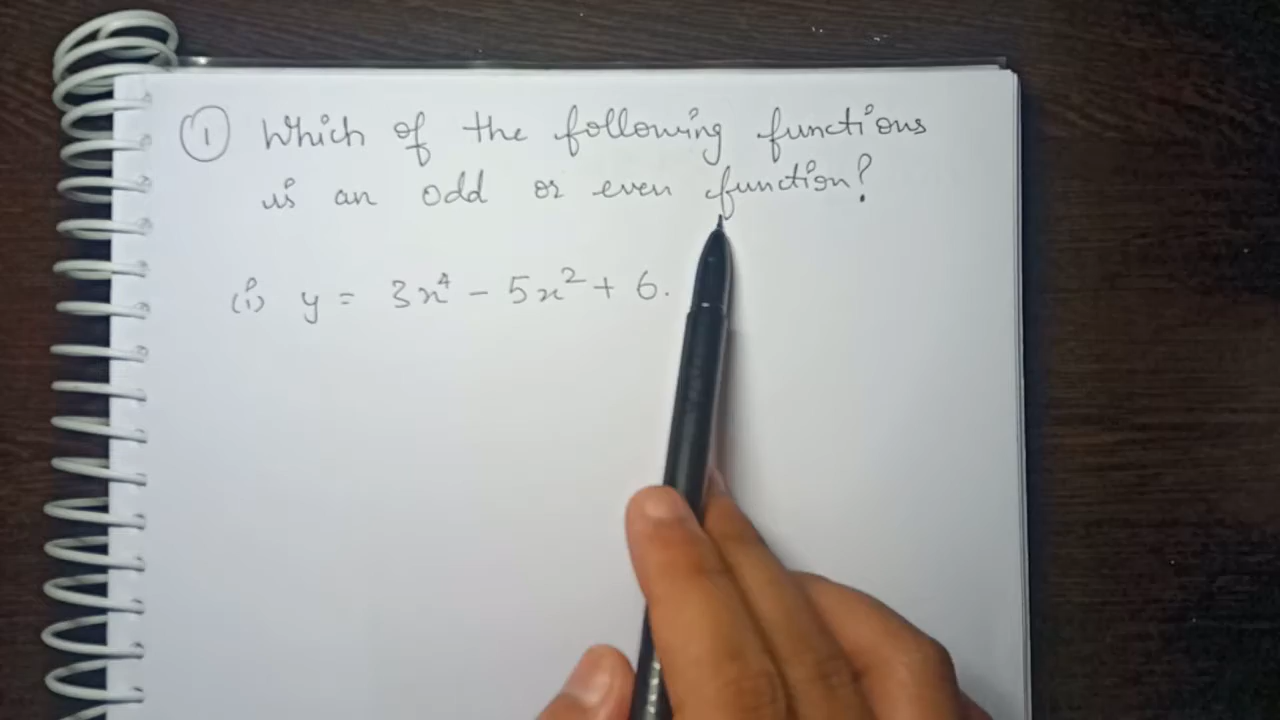 ① Which of the following functions
is an odd or even function?
(i) y = 3x⁴ - 5x² + 6.